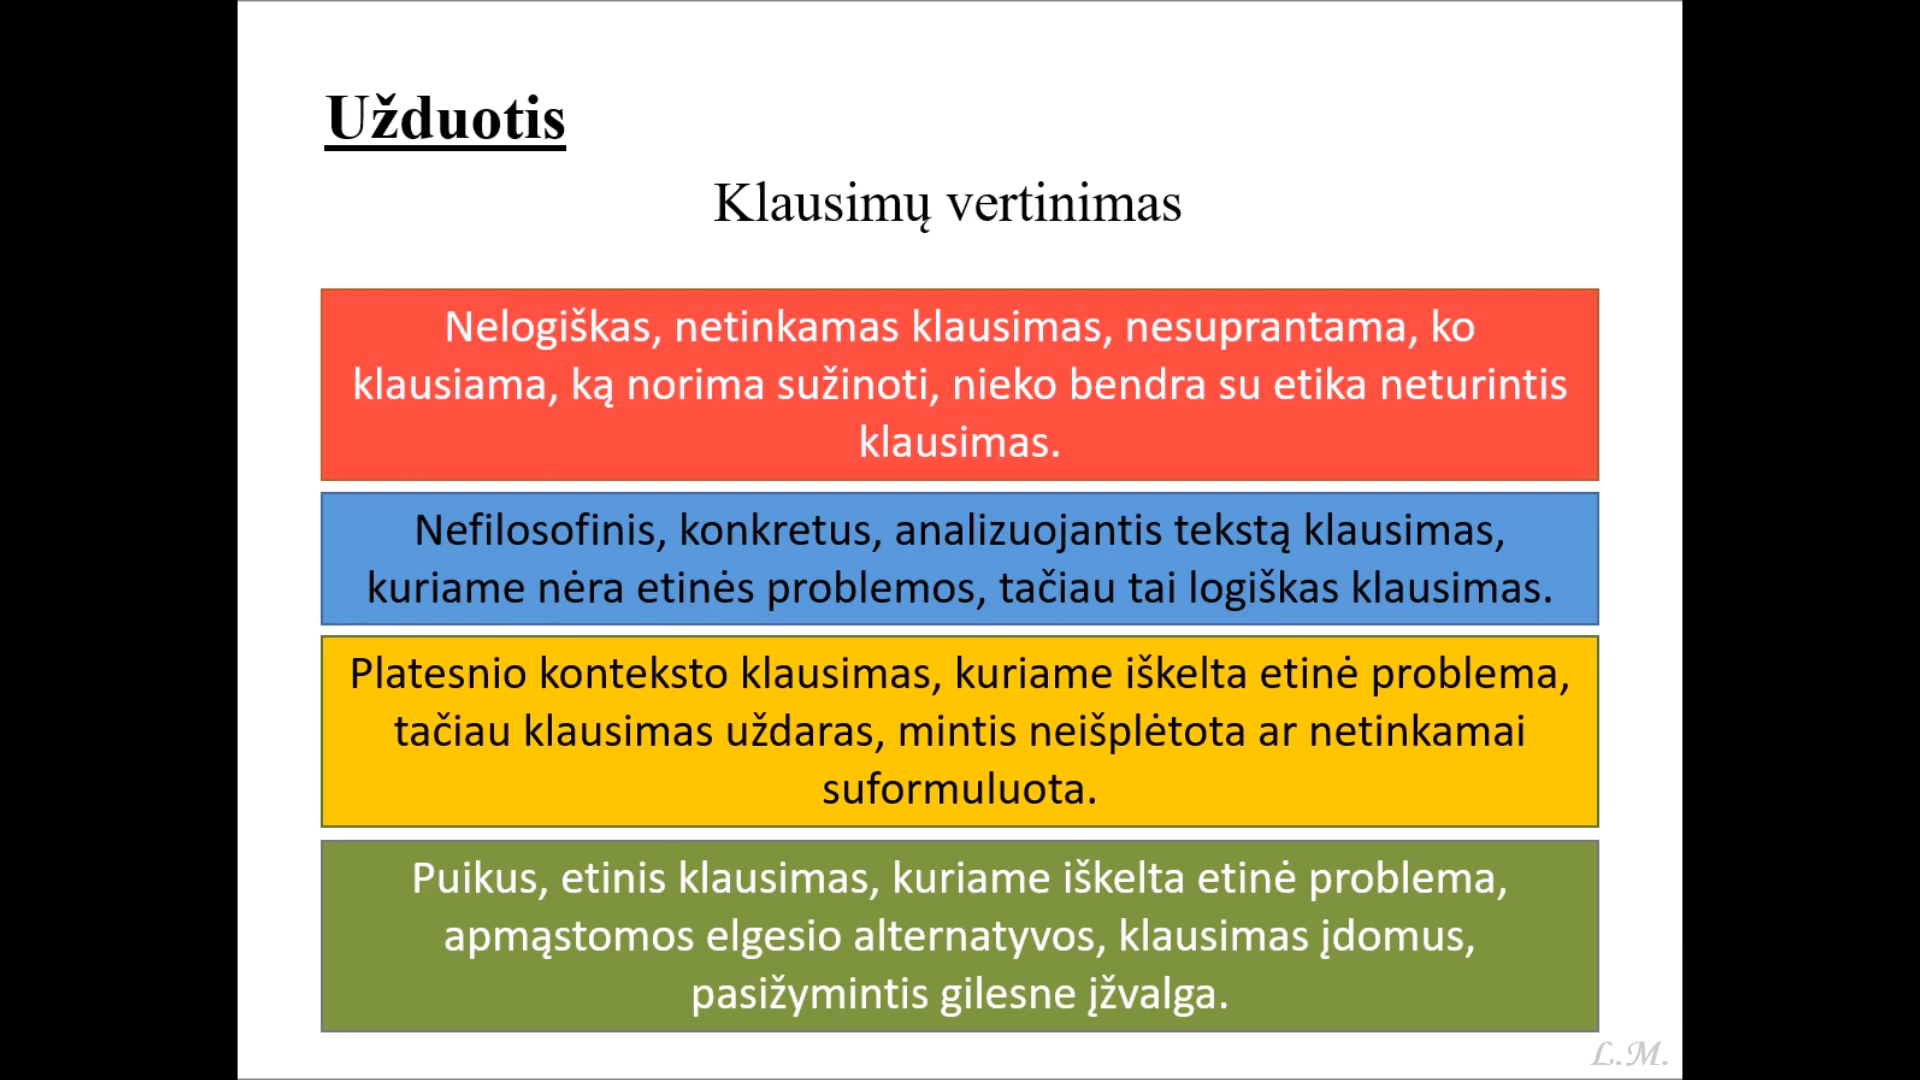 Užduotis
Klausimų vertinimas
Nelogiškas, netinkamas klausimas, nesuprantama, ko
klausiama, ką norima sužinoti, nieko bendra su etika neturintis
klausimas.
Nefilosofinis, konkretus, analizuojantis tekstą klausimas,
kuriame nėra etinės problemos, tačiau tai logiškas klausimas.
Platesnio konteksto klausimas, kuriame iškelta etinė problema,
tačiau klausimas uždaras, mintis neišplėtota ar netinkamai
suformuluota.
Puikus, etinis klausimas, kuriame iškelta etinė problema,
apmąstomos elgesio alternatyvos, klausimas įdomus,
pasižymintis gilesne įžvalga.
L.M.